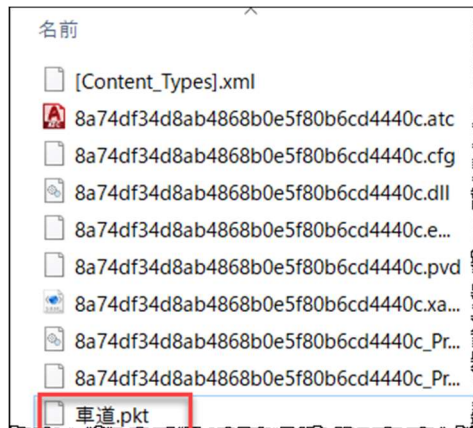 名前
[Content_Types].xml
8a74df34d8ab4868b0e5f80b6cd4440c.atc
8a74df34d8ab4868b0e5f80b6cd4440c.cfg
8a74df34d8ab4868b0e5f80b6cd4440c.dll
8a74df34d8ab4868b0e5f80b6cd4440c.e...
8a74df34d8ab4868b0e5f80b6cd4440c.pvd
8a74df34d8ab4868b0e5f80b6cd4440c.xa...
8a74df34d8ab4868b0e5f80b6cd4440c_Pr...
8a74df34d8ab4868b0e5f80b6cd4440c_Pr...
車道.pkt